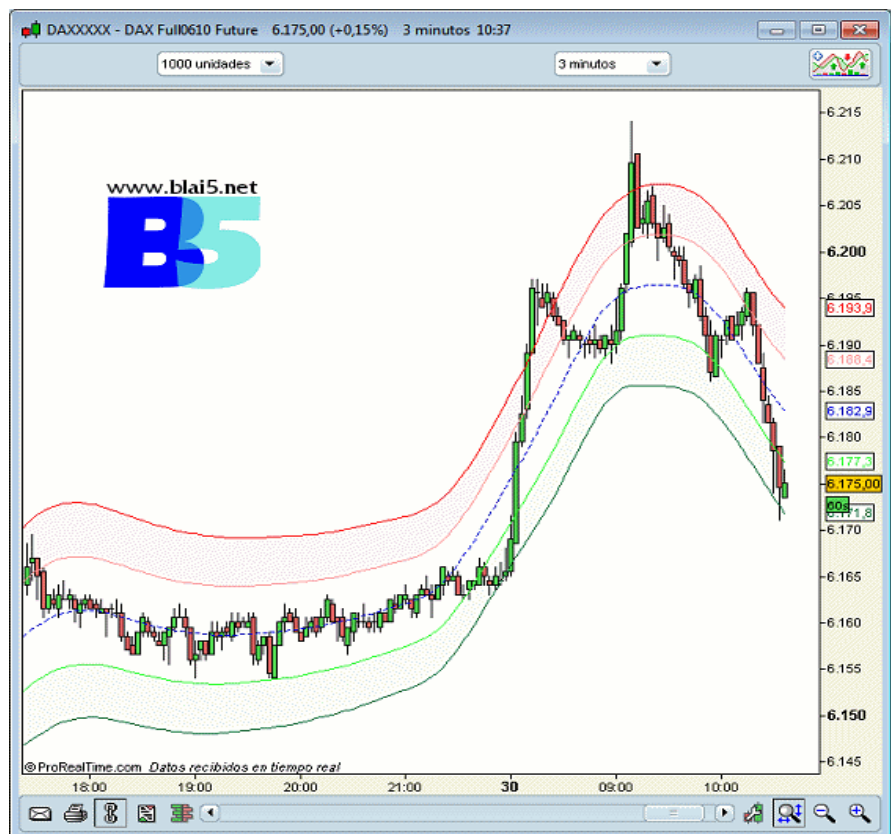 DAXXXXX - DAX Full0610 Future 6.175,00 (+0,15%) 3 minutos 10:37
1000 unidades
3 minutos
www.blai5.net
B5
6.215
6.210
6.205
6.200
6.195
6.193,9
6.190
6.188,4
6.185
6.182,9
6.180
6.177,3
6.175,00
60s
6.170
6.165
6.160
6.155
6.150
6.145
©ProRealTime.com Datos recibidos en tiempo real
18:00 19:00 20:00 21:00 30 09:00 10:00